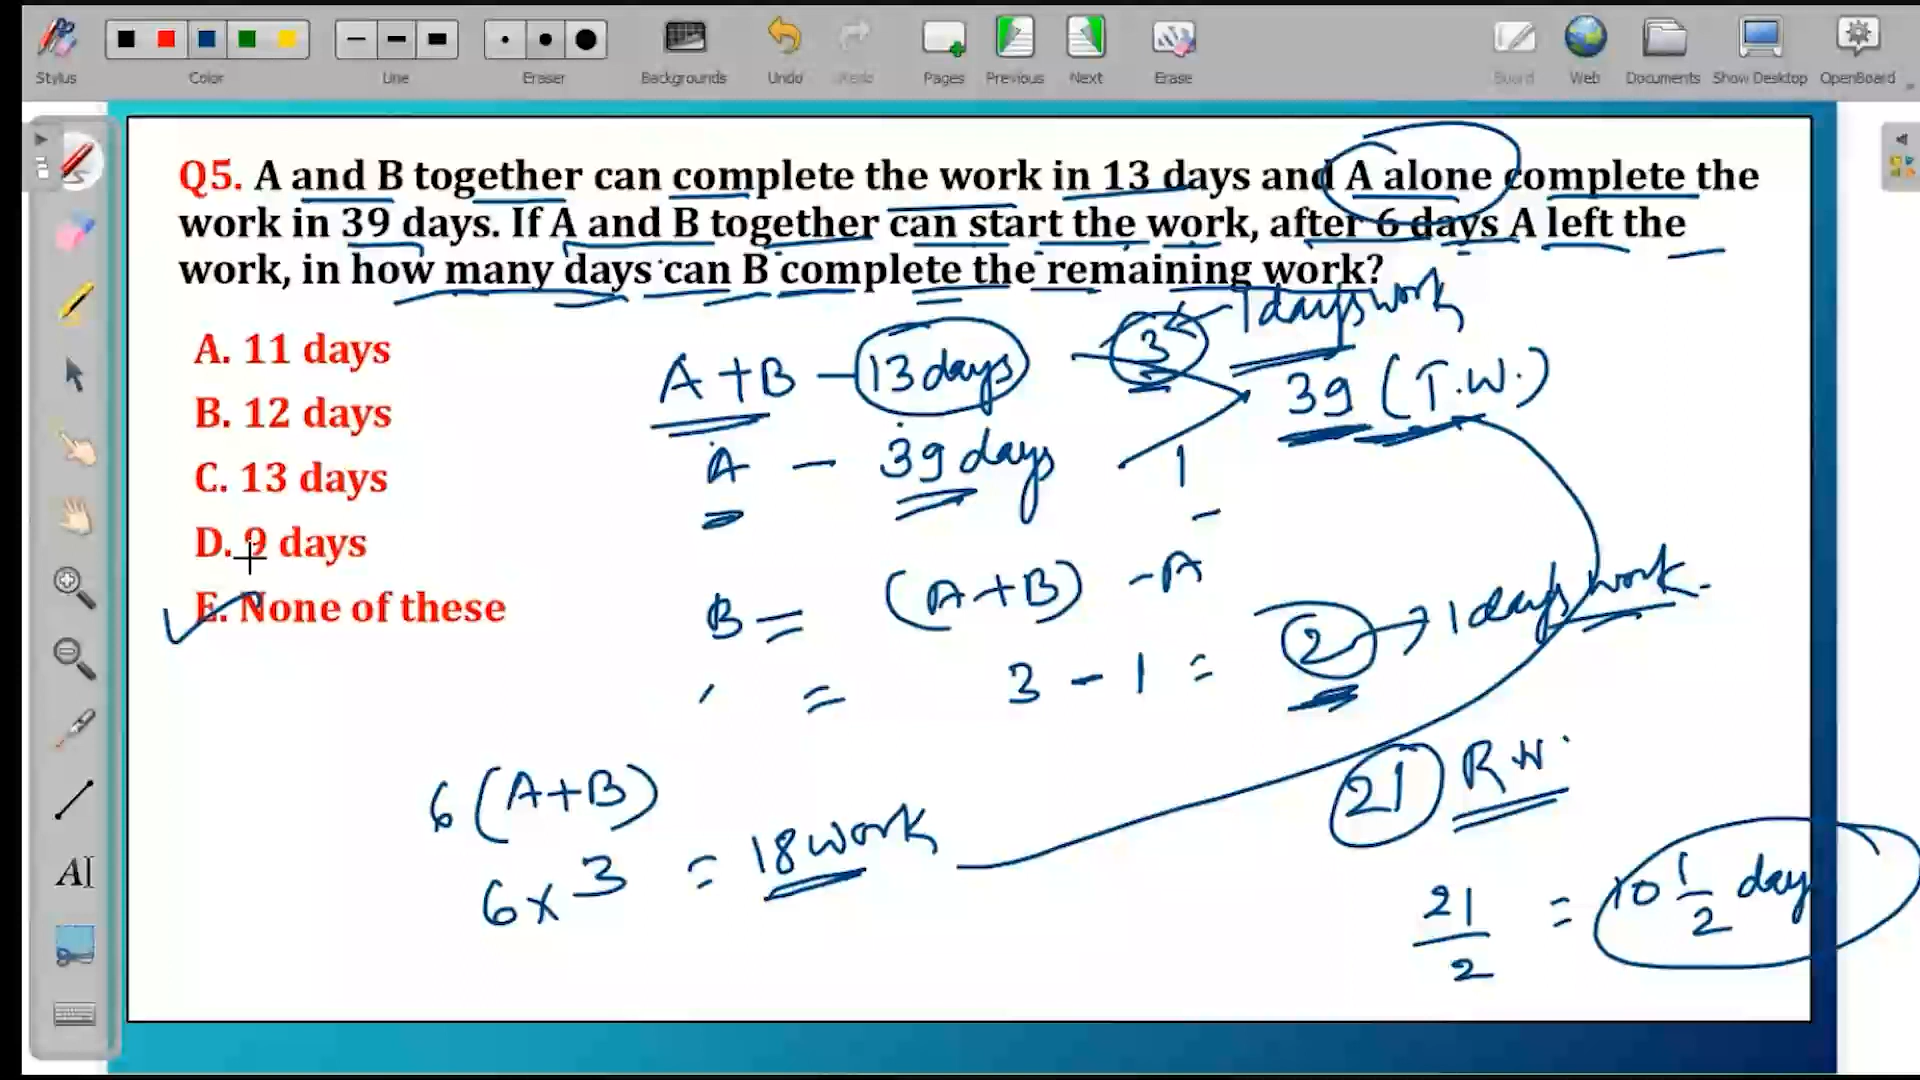 Stylus Color Line Eraser Backgrounds Undo Redo Pages Previous Next Erase Board Web Documents Show Desktop OpenBoard
Q5. A and B together can complete the work in 13 days and A alone complete the
work in 39 days. If A and B together can start the work, after 6 days A left the
work, in how many days can B complete the remaining work?
A. 11 days
B. 12 days
C. 13 days
D. 9 days
E. None of these
A+B – 13 days 3 ← 1 days work
39 (T.W.)
A – 39 days 1
B = (A+B) – A
= 3 – 1 = 2 → 1 days work.
6 (A+B)
6 x 3 = 18 work
21 R.W.
21/2 = 10 1/2 day
AI